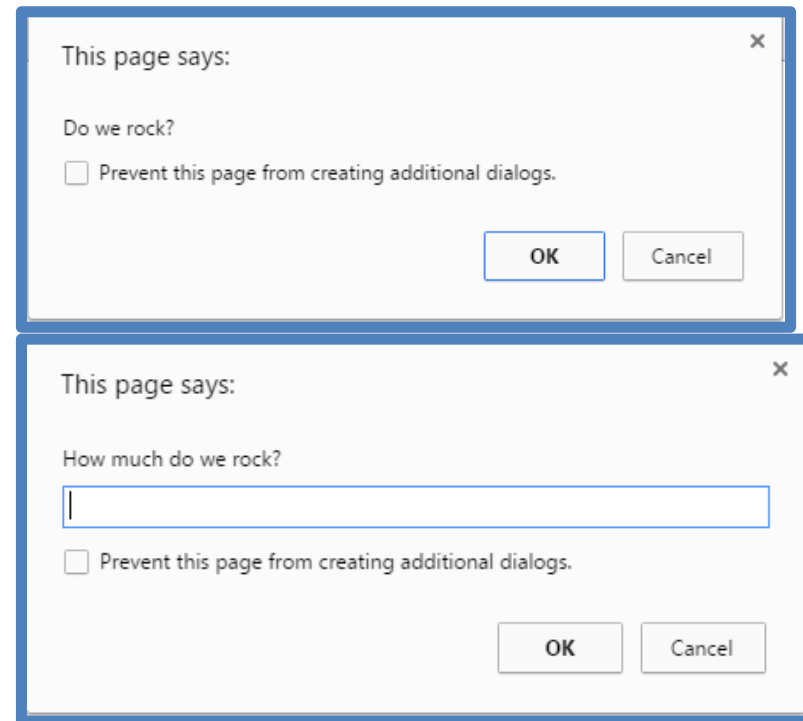 This page says:
Do we rock?
Prevent this page from creating additional dialogs.
OK Cancel
This page says:
How much do we rock?
Prevent this page from creating additional dialogs.
OK Cancel